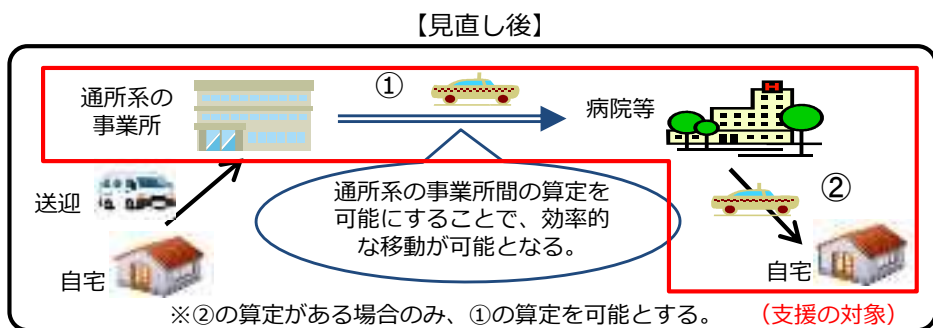 【見直し後】
通所系の
事業所
①
病院等
H
送迎
自宅
通所系の事業所間の算定を
可能にすることで、効率的
な移動が可能となる。
②
自宅
※②の算定がある場合のみ、①の算定を可能とする。
（支援の対象）